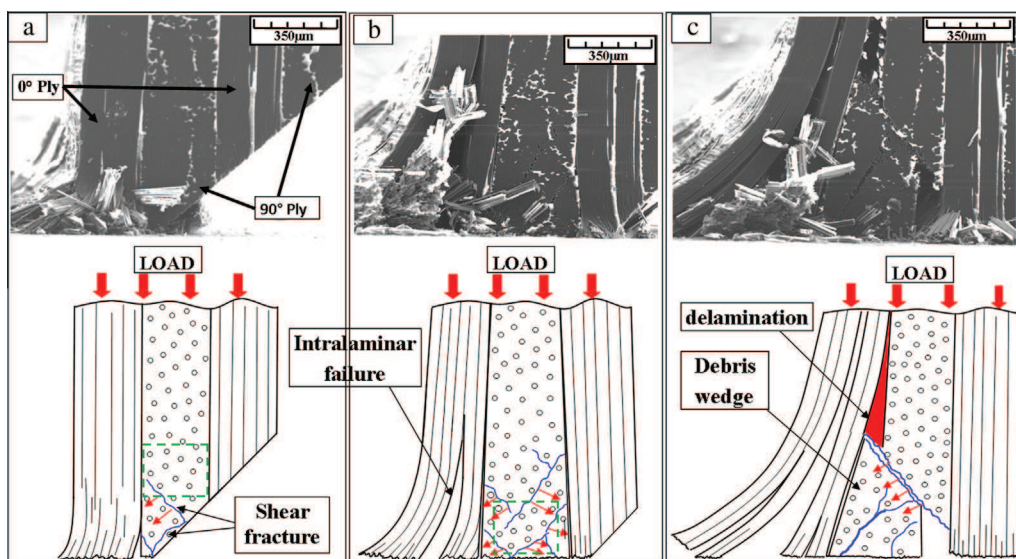 a
350µm
0° Ply
90° Ply
LOAD
Shear
fracture
b
350µm
LOAD
Intralaminar
failure
c
350µm
LOAD
delamination
Debris
wedge